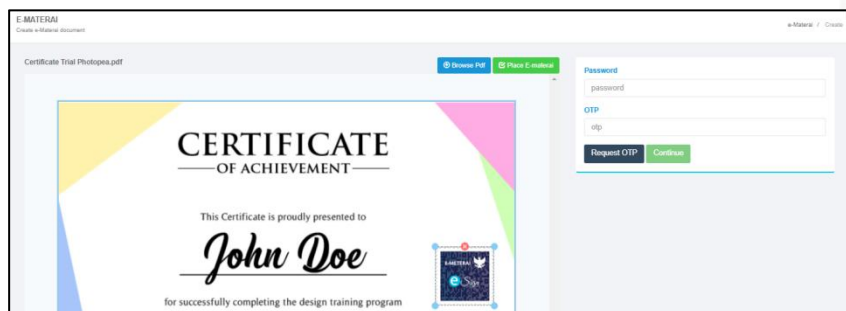 E-MATERAI
Create e-Materai document
e-Materai / Create
Certificate Trial Photopea.pdf
Browse Pdf
Place E-materai
CERTIFICATE
OF ACHIEVEMENT
This Certificate is proudly presented to
John Doe
E-METERAI
e Sign
for successfully completing the design training program
Password
password
OTP
otp
Request OTP
Continue